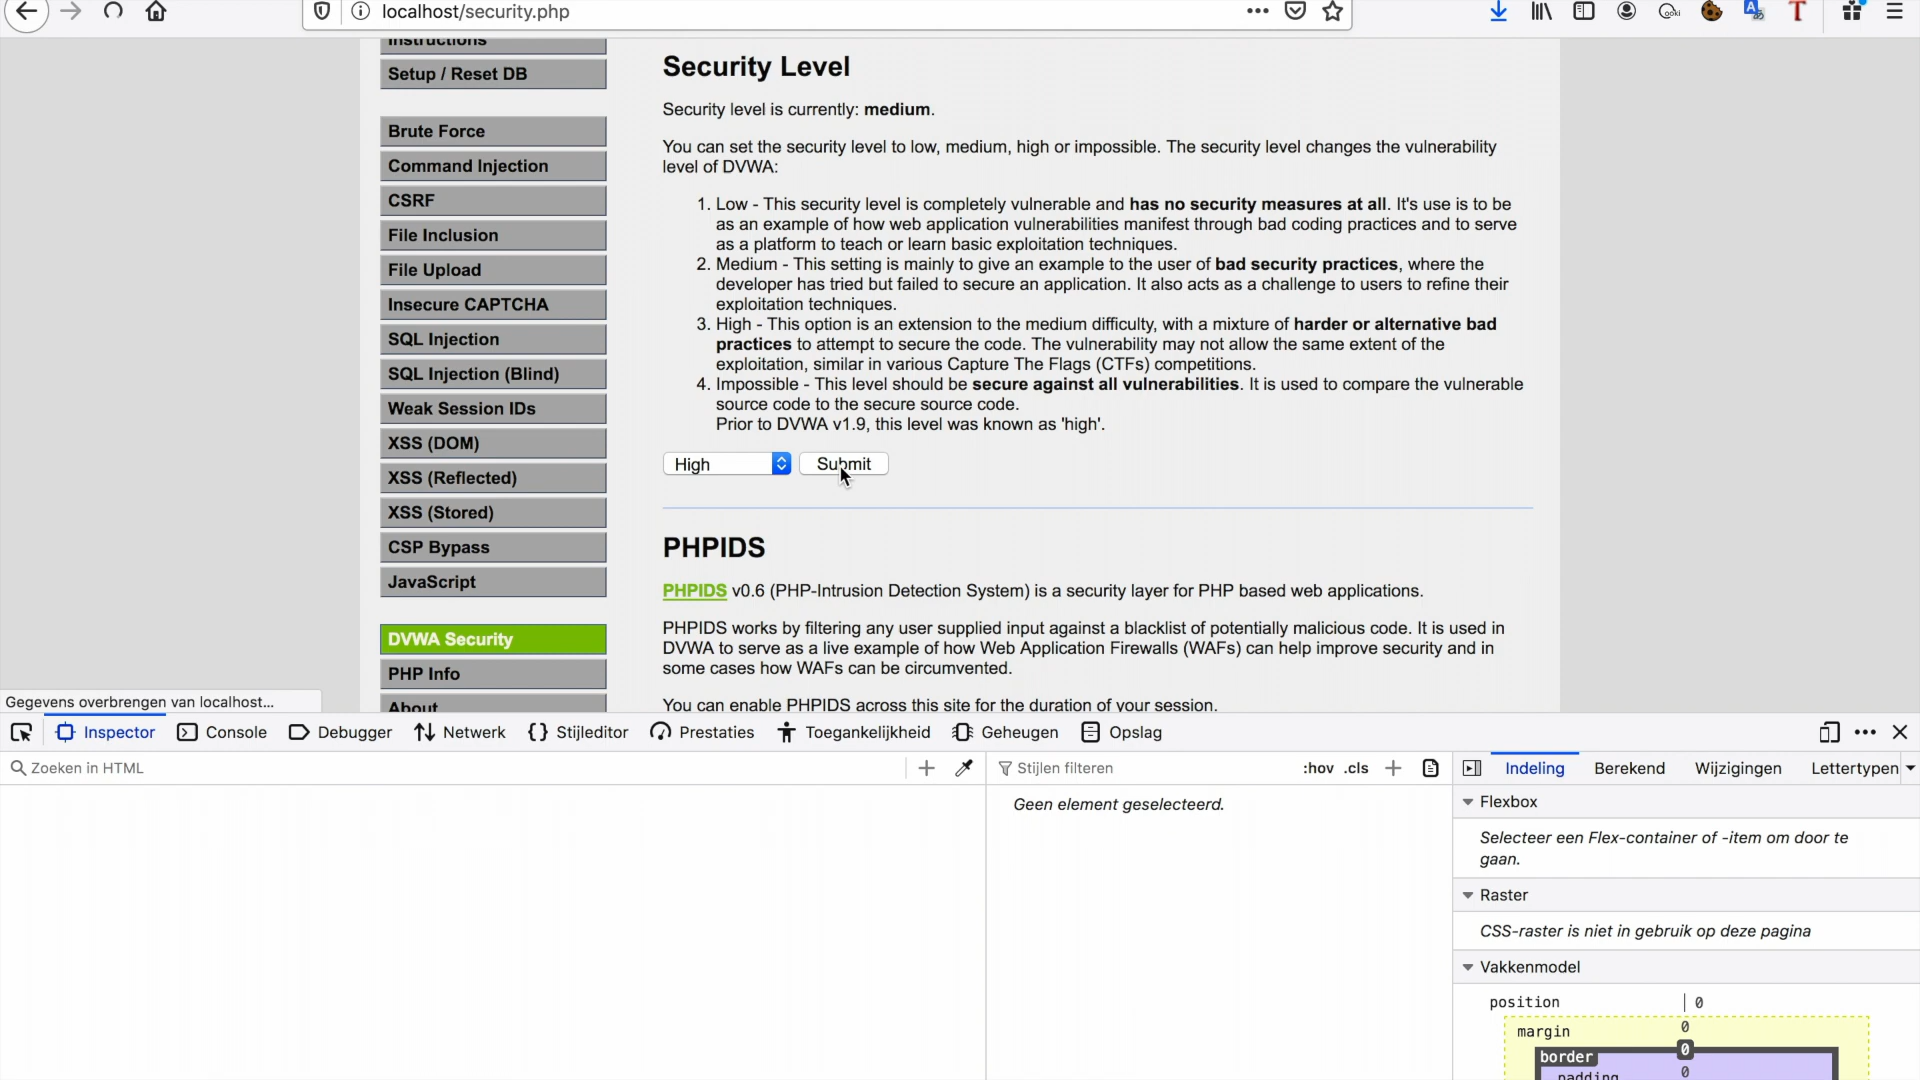 localhost/security.php
Instructions
Setup / Reset DB
Brute Force
Command Injection
CSRF
File Inclusion
File Upload
Insecure CAPTCHA
SQL Injection
SQL Injection (Blind)
Weak Session IDs
XSS (DOM)
XSS (Reflected)
XSS (Stored)
CSP Bypass
JavaScript
DVWA Security
PHP Info
About
Security Level
Security level is currently: medium.
You can set the security level to low, medium, high or impossible. The security level changes the vulnerability
level of DVWA:
1. Low - This security level is completely vulnerable and has no security measures at all. It's use is to be
as an example of how web application vulnerabilities manifest through bad coding practices and to serve
as a platform to teach or learn basic exploitation techniques.
2. Medium - This setting is mainly to give an example to the user of bad security practices, where the
developer has tried but failed to secure an application. It also acts as a challenge to users to refine their
exploitation techniques.
3. High - This option is an extension to the medium difficulty, with a mixture of harder or alternative bad
practices to attempt to secure the code. The vulnerability may not allow the same extent of the
exploitation, similar in various Capture The Flags (CTFs) competitions.
4. Impossible - This level should be secure against all vulnerabilities. It is used to compare the vulnerable
source code to the secure source code.
Prior to DVWA v1.9, this level was known as 'high'.
High Submit
PHPIDS
PHPIDS v0.6 (PHP-Intrusion Detection System) is a security layer for PHP based web applications.
PHPIDS works by filtering any user supplied input against a blacklist of potentially malicious code. It is used in
DVWA to serve as a live example of how Web Application Firewalls (WAFs) can help improve security and in
some cases how WAFs can be circumvented.
You can enable PHPIDS across this site for the duration of your session.
Gegevens overbrengen van localhost...
Inspector Console Debugger Netwerk Stijleditor Prestaties Toegankelijkheid Geheugen Opslag
Zoeken in HTML
Stijlen filteren :hov .cls
Geen element geselecteerd.
Indeling Berekend Wijzigingen Lettertypen
Flexbox
Selecteer een Flex-container of -item om door te
gaan.
Raster
CSS-raster is niet in gebruik op deze pagina
Vakkenmodel
position 0
margin 0
border 0
padding 0